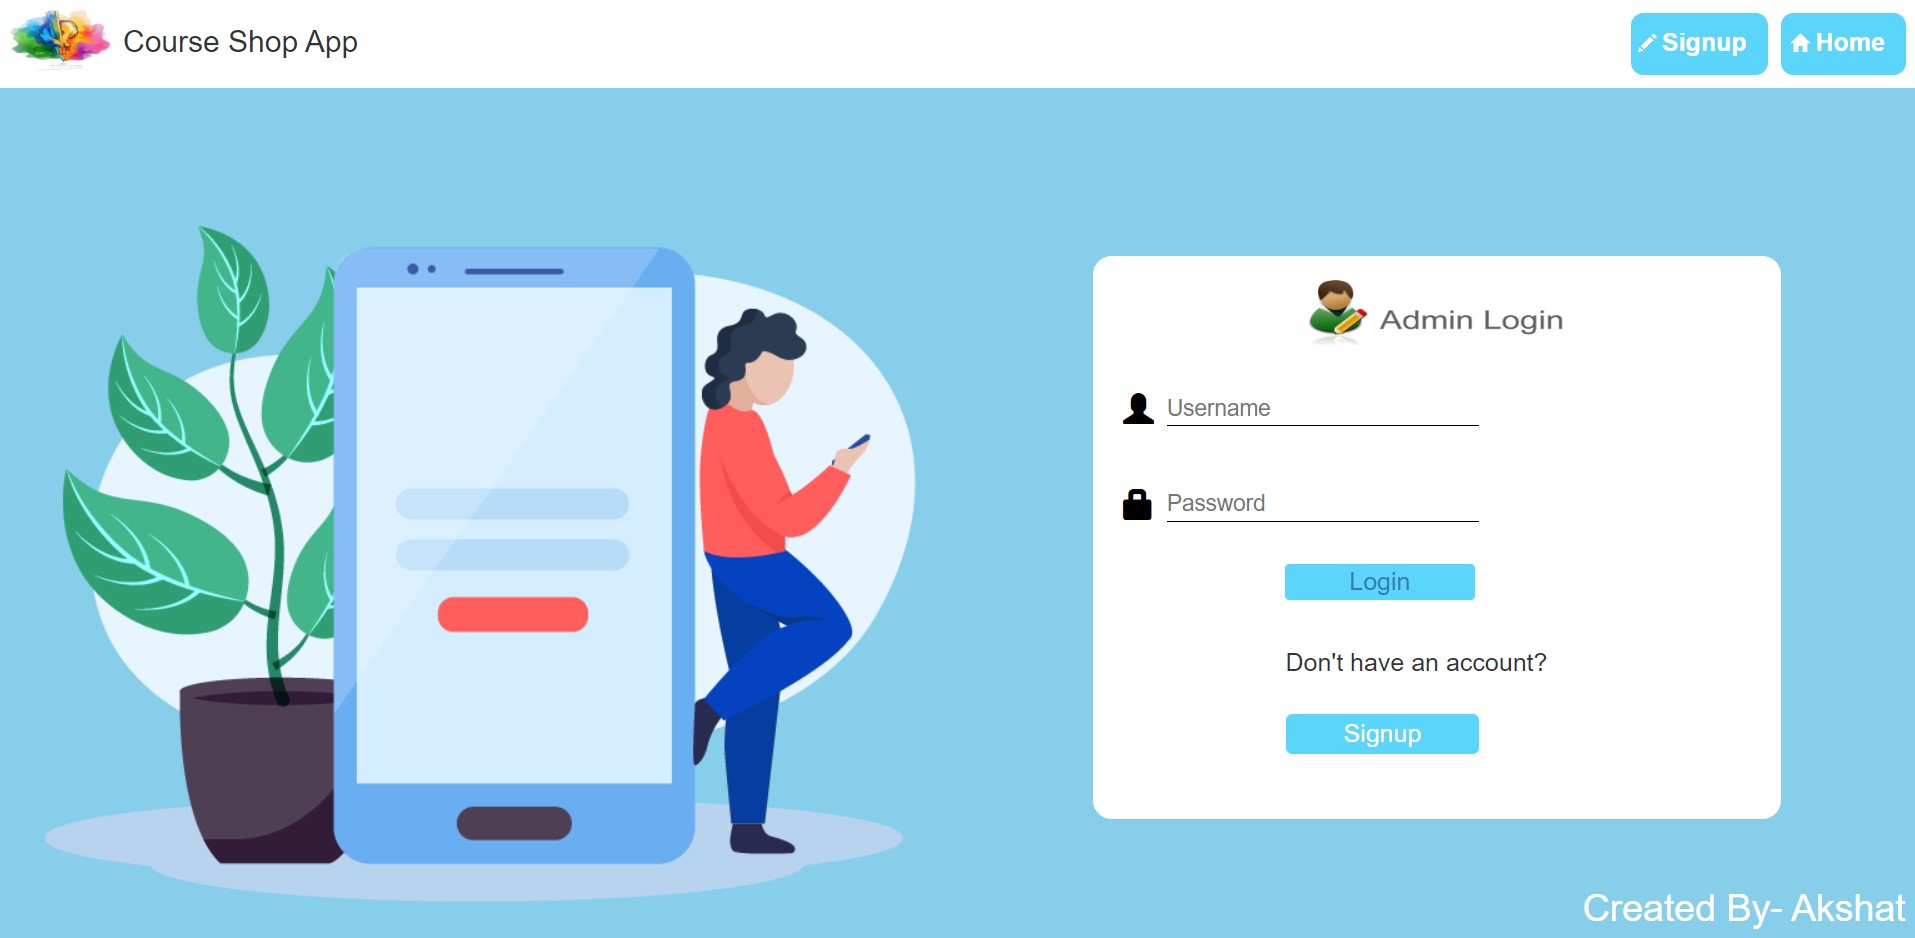 Course Shop App
Signup
Home
Admin Login
Username
Password
Login
Don't have an account?
Signup
Created By- Akshat